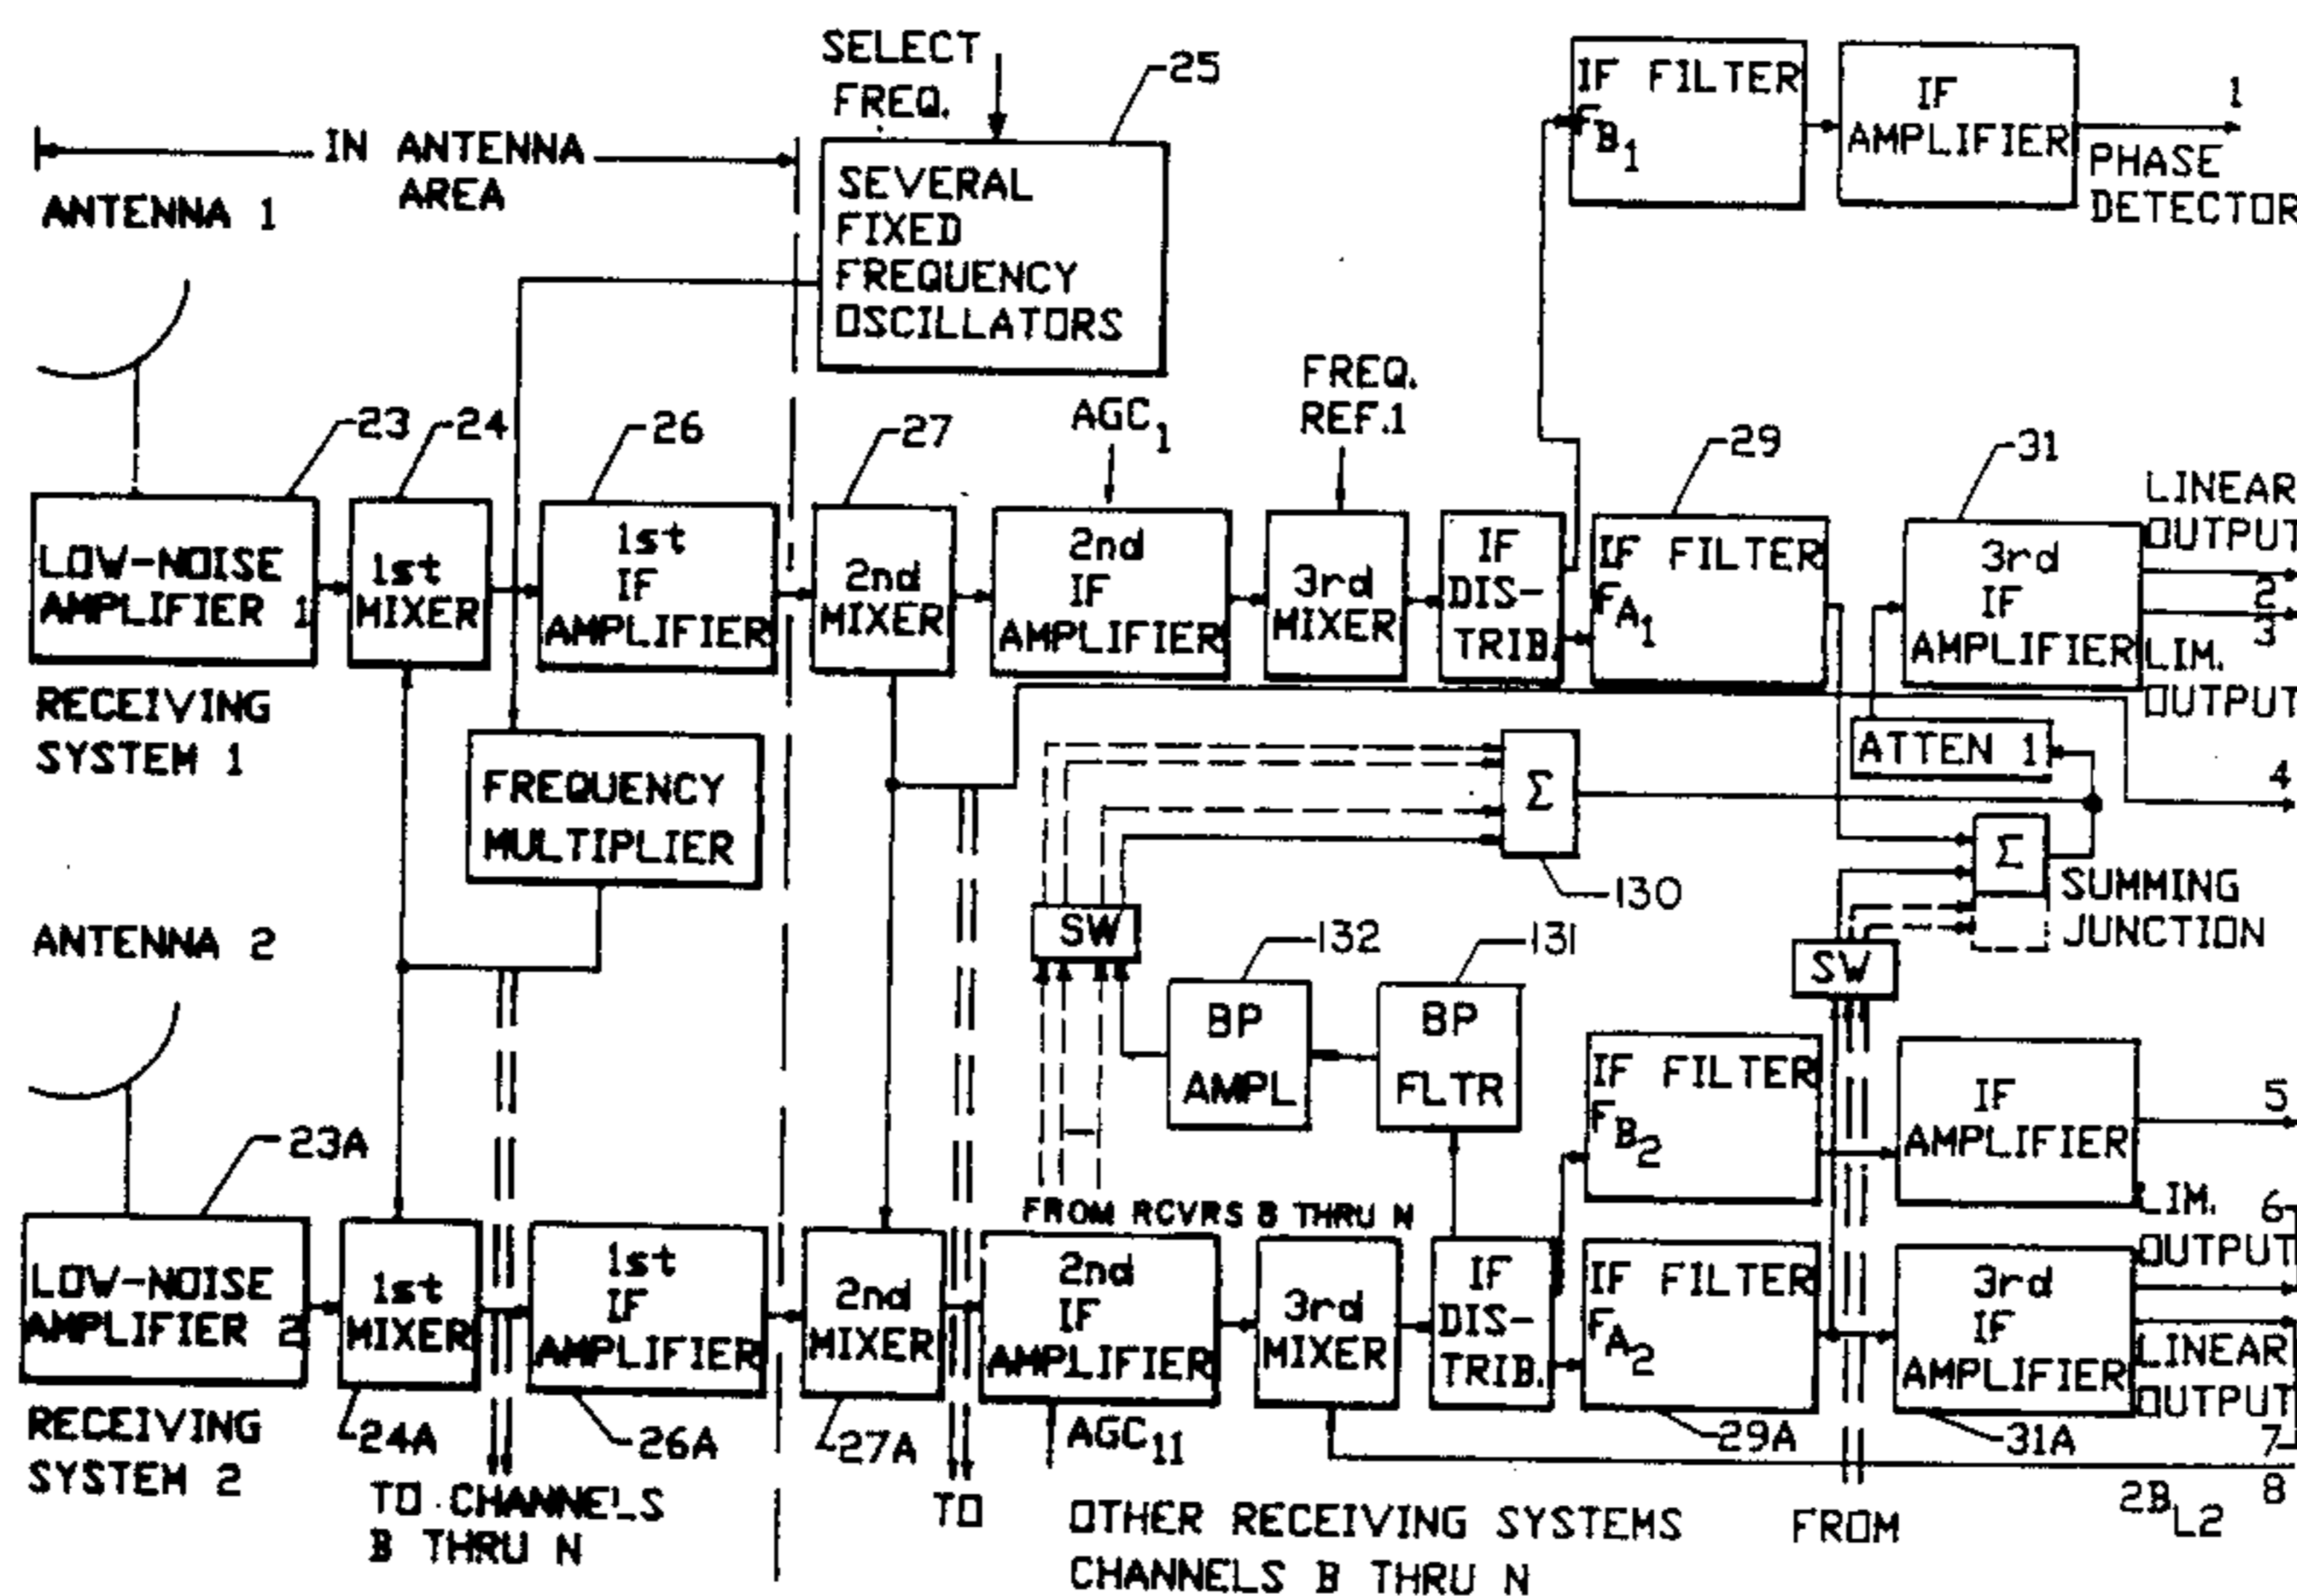 SELECT
FREQ.
25
IN ANTENNA
AREA
ANTENNA 1
SEVERAL
FIXED
FREQUENCY
OSCILLATORS
IF FILTER
FB1
IF
AMPLIFIER
1
PHASE
DETECTOR
23
24
26
27
AGC1
FREQ.
REF.1
29
31
LOW-NOISE
AMPLIFIER 1
1st
MIXER
1st
IF
AMPLIFIER
2nd
MIXER
2nd
IF
AMPLIFIER
3rd
MIXER
IF
DIS-
TRIB.
IF FILTER
FA1
3rd
IF
AMPLIFIER
LINEAR
OUTPUT
2
3
LIM.
OUTPUT
RECEIVING
SYSTEM 1
FREQUENCY
MULTIPLIER
Σ
130
ATTEN 1
4
Σ
SUMMING
JUNCTION
ANTENNA 2
SW
132
131
SW
BP
AMPL
BP
FLTR
IF FILTER
FB2
IF
AMPLIFIER
5
23A
FROM RCVRS B THRU N
LIM.
OUTPUT
6
LOW-NOISE
AMPLIFIER 2
1st
MIXER
1st
IF
AMPLIFIER
2nd
MIXER
2nd
IF
AMPLIFIER
3rd
MIXER
IF
DIS-
TRIB.
IF FILTER
FA2
3rd
IF
AMPLIFIER
LINEAR
OUTPUT
7
RECEIVING
SYSTEM 2
24A
26A
27A
AGC11
29A
31A
8
2BL2
TO CHANNELS
B THRU N
TO
OTHER RECEIVING SYSTEMS
CHANNELS B THRU N
FROM